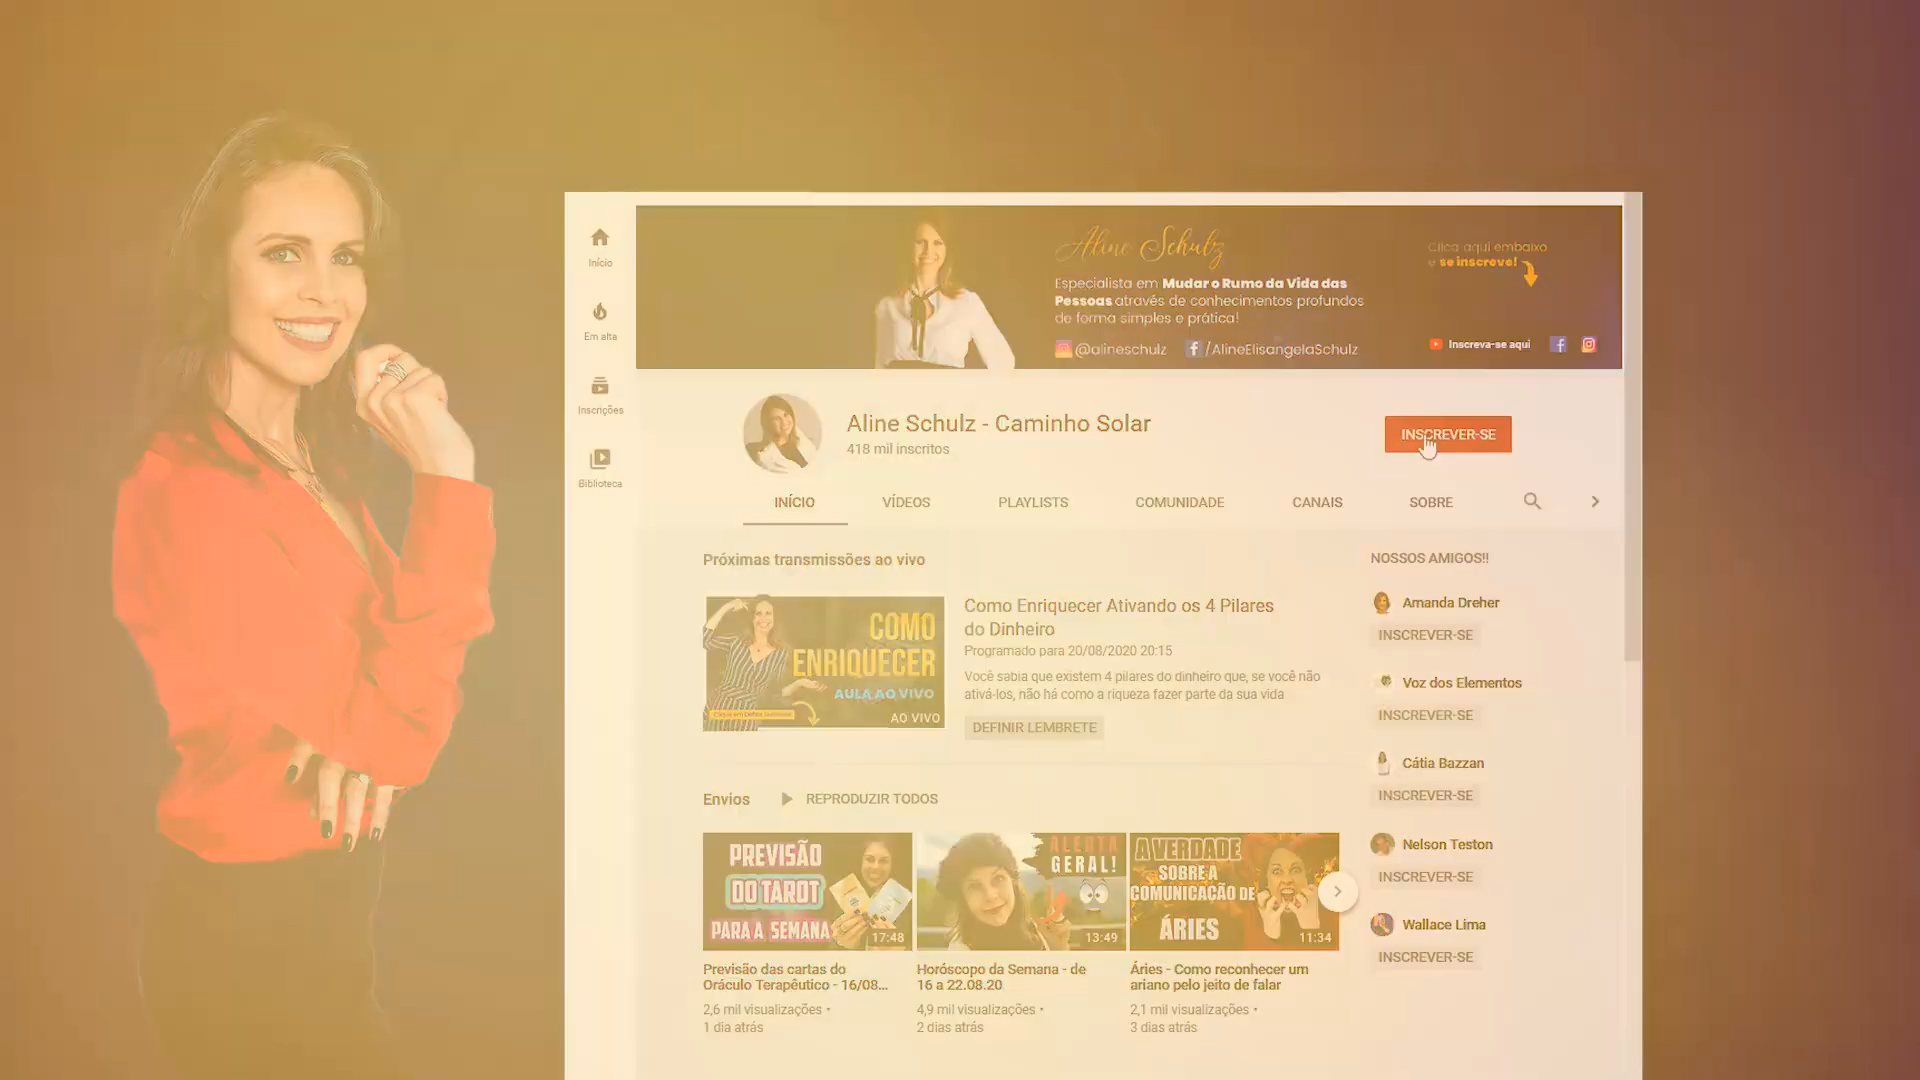 Início
Em alta
Inscrições
Biblioteca
Aline Schulz
Especialista em Mudar o Rumo da Vida das
Pessoas através de conhecimentos profundos
de forma simples e prática!
@alineschulz
/AlineElisangelaSchulz
Clica aqui embaixo
e se inscreve!
Inscreva-se aqui
Aline Schulz - Caminho Solar
418 mil inscritos
INSCREVER-SE
INÍCIO
VÍDEOS
PLAYLISTS
COMUNIDADE
CANAIS
SOBRE
Próximas transmissões ao vivo
COMO
ENRIQUECER
AULA AO VIVO
AO VIVO
Como Enriquecer Ativando os 4 Pilares
do Dinheiro
Programado para 20/08/2020 20:15
Você sabia que existem 4 pilares do dinheiro que, se você não
ativá-los, não há como a riqueza fazer parte da sua vida
DEFINIR LEMBRETE
Envios
REPRODUZIR TODOS
PREVISÃO
DO TAROT
PARA A SEMANA
17:48
Previsão das cartas do
Oráculo Terapêutico - 16/08...
2,6 mil visualizações •
1 dia atrás
ALERTA
GERAL!
13:49
Horóscopo da Semana - de
16 a 22.08.20
4,9 mil visualizações •
2 dias atrás
A VERDADE
SOBRE A
COMUNICAÇÃO DE
ÁRIES
11:34
Áries - Como reconhecer um
ariano pelo jeito de falar
2,1 mil visualizações •
3 dias atrás
NOSSOS AMIGOS!!
Amanda Dreher
INSCREVER-SE
Voz dos Elementos
INSCREVER-SE
Cátia Bazzan
INSCREVER-SE
Nelson Teston
INSCREVER-SE
Wallace Lima
INSCREVER-SE